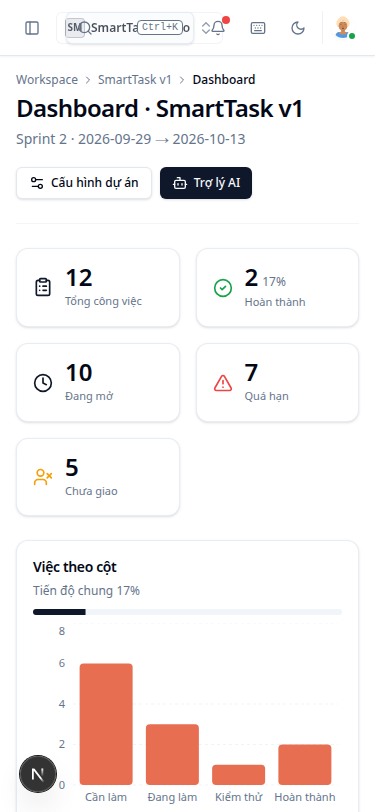 SM SmartTa Ctrl+K o
Workspace > SmartTask v1 > Dashboard
Dashboard · SmartTask v1
Sprint 2 · 2026-09-29 → 2026-10-13
Cấu hình dự án
Trợ lý AI
12
Tổng công việc
2 17%
Hoàn thành
10
Đang mở
7
Quá hạn
5
Chưa giao
Việc theo cột
Tiến độ chung 17%
8
6
4
2
0
Cần làm Đang làm Kiểm thử Hoàn thành
N